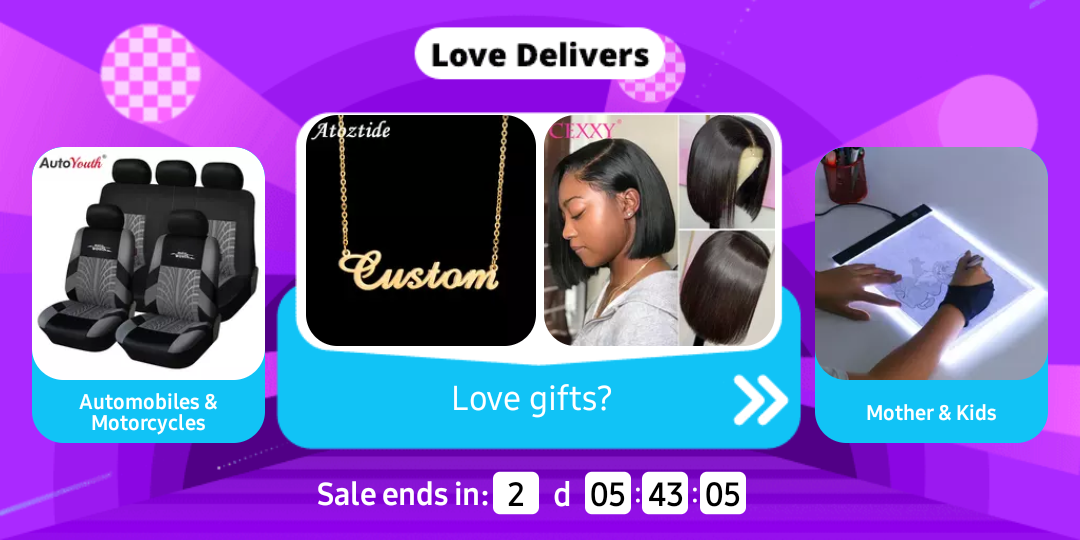 Love Delivers
AutoYouth®
Atoztide
CEXXY®
Custom
Automobiles &
Motorcycles
Love gifts?
Mother & Kids
Sale ends in: 2 d 05:43:05